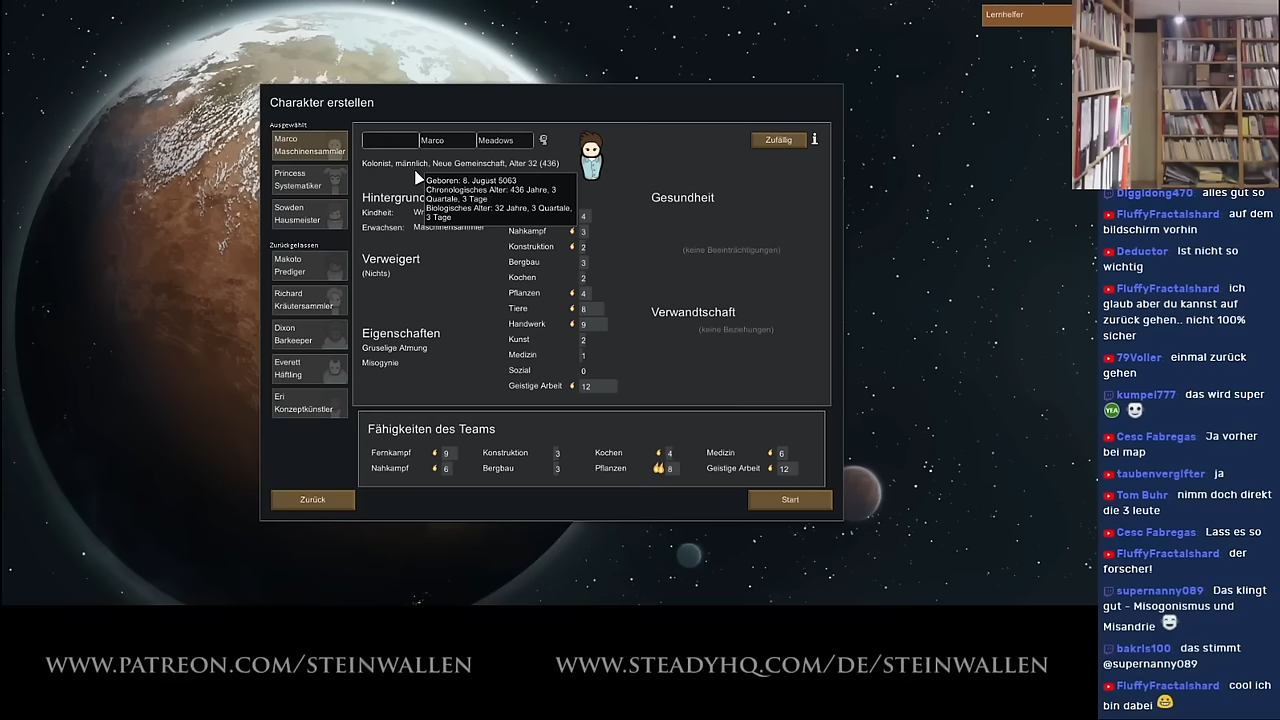 Lernhelfer
Charakter erstellen
Ausgewählt
Marco
Maschinensammler
Princess
Systematiker
Sowden
Hausmeister
Zurückgelassen
Makoto
Prediger
Richard
Kräutersammler
Dixon
Barkeeper
Everett
Häftling
Eri
Konzeptkünstler
Marco Meadows
Zufällig
Kolonist, männlich, Neue Gemeinschaft, Alter 32 (436)
Geboren: 8. Jugust 5063
Chronologisches Alter: 436 Jahre, 3
Quartale, 3 Tage
Biologisches Alter: 32 Jahre, 3 Quartale,
3 Tage
Kindheit:
Erwachsen: Maschinensammler
Verweigert
(Nichts)
Eigenschaften
Gruselige Atmung
Misogynie
4
Nahkampf 3
Konstruktion 2
Bergbau 3
Kochen 2
Pflanzen 4
Tiere 8
Handwerk 9
Kunst 2
Medizin 1
Sozial 0
Geistige Arbeit 12
Gesundheit
(keine Beeinträchtigungen)
Verwandtschaft
(keine Beziehungen)
Fähigkeiten des Teams
Fernkampf 9 Konstruktion 3 Kochen 4 Medizin 6
Nahkampf 6 Bergbau 3 Pflanzen 8 Geistige Arbeit 12
Zurück
Start
WWW.PATREON.COM/STEINWALLEN
WWW.STEADYHQ.COM/DE/STEINWALLEN
Diggidong470 alles gut so
FluffyFractalshard auf dem
bildschirm vorhin
Deductor Ist nicht so
wichtig
FluffyFractalshard ich
glaub aber du kannst auf
zurück gehen.. nicht 100%
sicher
79Voller einmal zurück
gehen
kumpel777 das wird super
YEA
Cesc Fabregas Ja vorher
bei map
taubenvergifter ja
Tom Buhr nimm doch direkt
die 3 leute
Cesc Fabregas Lass es so
FluffyFractalshard der
forscher!
supernanny089 Das klingt
gut - Misogonismus und
Misandrie
bakris100 das stimmt
@supernanny089
FluffyFractalshard cool ich
bin dabei